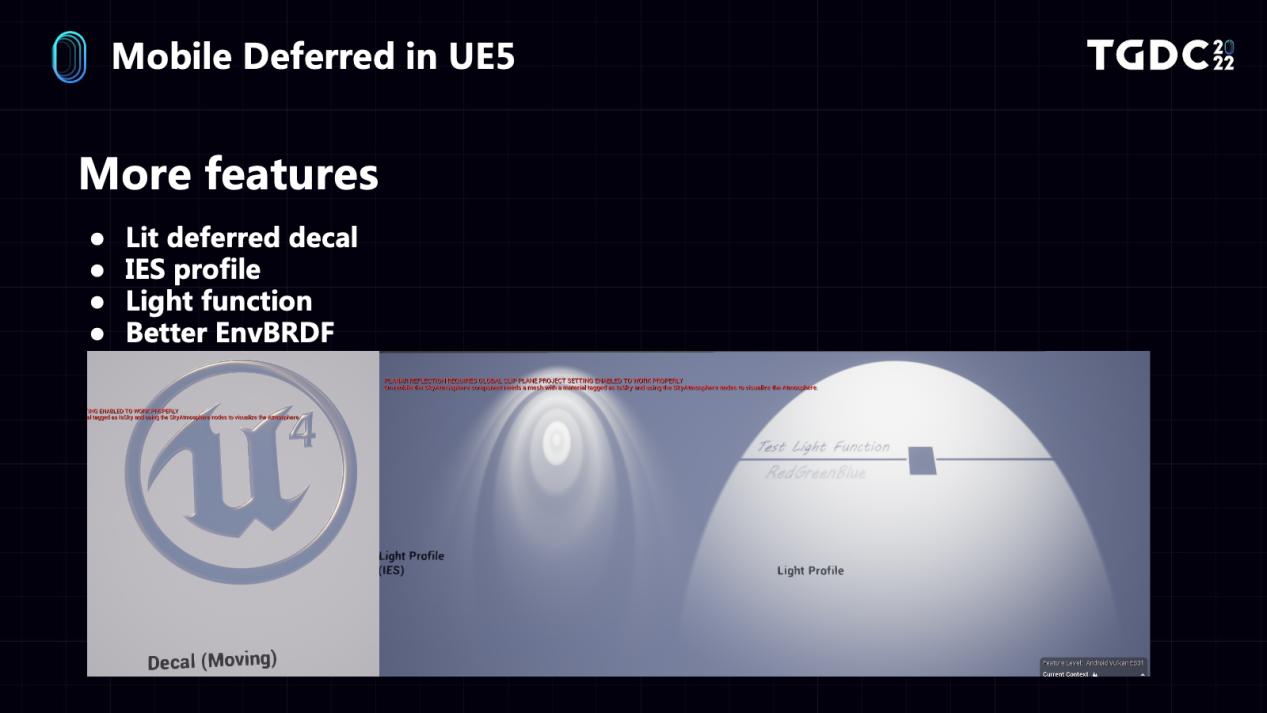 Mobile Deferred in UE5
TGDC 2022
More features
● Lit deferred decal
● IES profile
● Light function
● Better EnvBRDF
PLANAR REFLECTION REQUIRES GLOBAL CLIP PLANE PROJECT SETTING ENABLED TO WORK PROPERLY
On mobile the SkyAtmosphere component needs a mesh with a material tagged as IsSky and using the SkyAtmosphere nodes to visualize the Atmosphere.
ING ENABLED TO WORK PROPERLY
al tagged as IsSky and using the SkyAtmosphere nodes to visualize the Atmosphere.
4
Test Light Function
RedGreenBlue
Light Profile
(IES)
Light Profile
Decal (Moving)
Feature Level: Android Vulkan ES31
Current Context